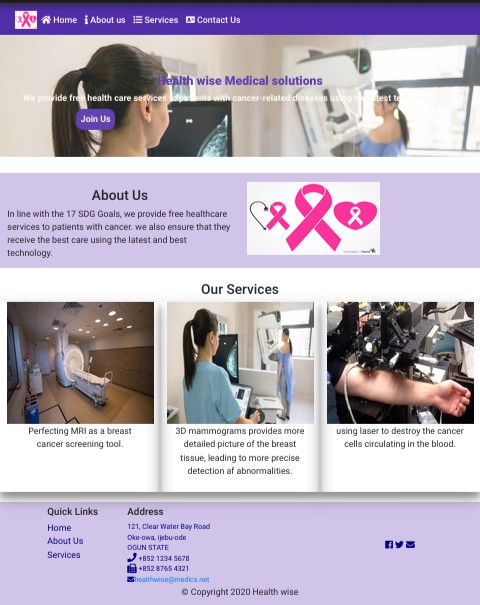 Home About us Services Contact Us
Health wise Medical solutions
We provide free health care services to patients with cancer-related diseases using the latest
Join Us
About Us
In line with the 17 SDG Goals, we provide free healthcare
services to patients with cancer. we also ensure that they
receive the best care using the latest and best
technology.
Our Services
Perfecting MRI as a breast
cancer screening tool.
3D mammograms provides more
detailed picture of the breast
tissue, leading to more precise
detection af abnormalities.
using laser to destroy the cancer
cells circulating in the blood.
Quick Links
Home
About Us
Services
Address
121, Clear Water Bay Road
Oke-owa, ijebu-ode
OGUN STATE
+852 1234 5678
+852 8765 4321
healthwise@medics.net
© Copyright 2020 Health wise